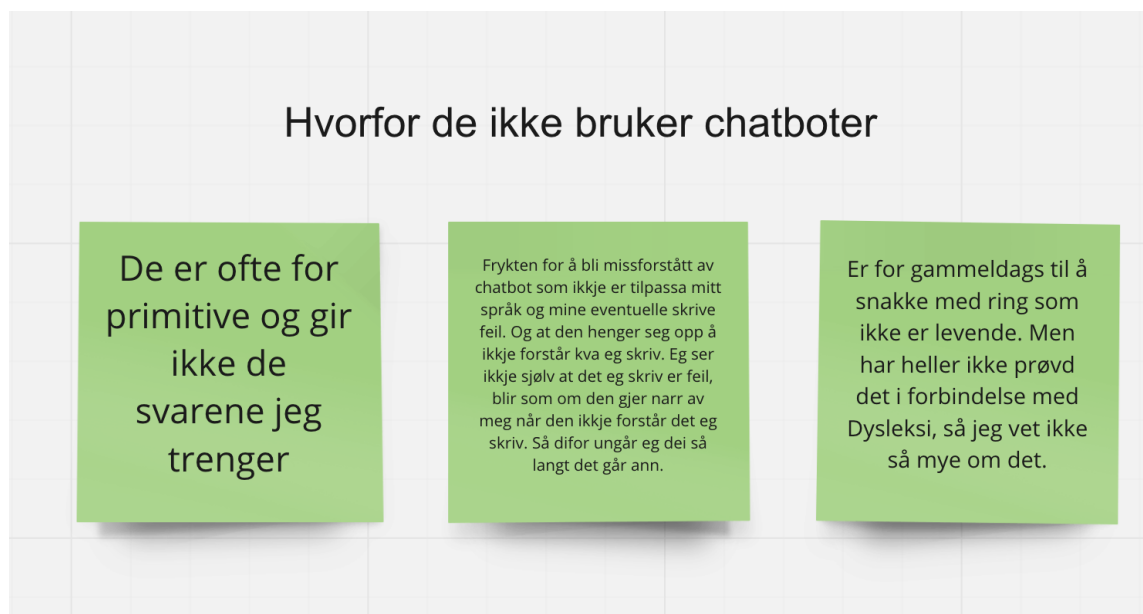 Hvorfor de ikke bruker chatboter
De er ofte for
primitive og gir
ikke de
svarene jeg
trenger
Frykten for å bli missforstått av
chatbot som ikkje er tilpassa mitt
språk og mine eventuelle skrive
feil. Og at den henger seg opp å
ikkje forstår kva eg skriv. Eg ser
ikkje sjølv at det eg skriv er feil,
blir som om den gjer narr av
meg når den ikkje forstår det eg
skriv. Så difor ungår eg dei så
langt det går ann.
Er for gammeldags til å
snakke med ring som
ikke er levende. Men
har heller ikke prøvd
det i forbindelse med
Dysleksi, så jeg vet ikke
så mye om det.